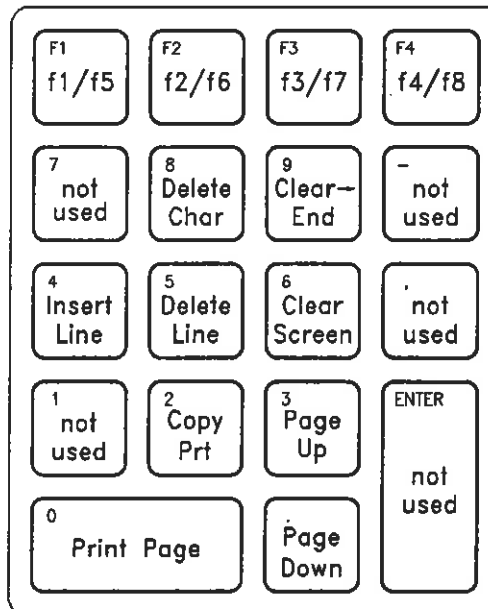 F1 F2 F3 F4
f1/f5 f2/f6 f3/f7 f4/f8
7 8 9 -
not Delete Clear→ not
used Char End used
4 5 6 ,
Insert Delete Clear not
Line Line Screen used
1 2 3 ENTER
not Copy Page
used Prt Up
not
used
0 .
Print Page Page
Down